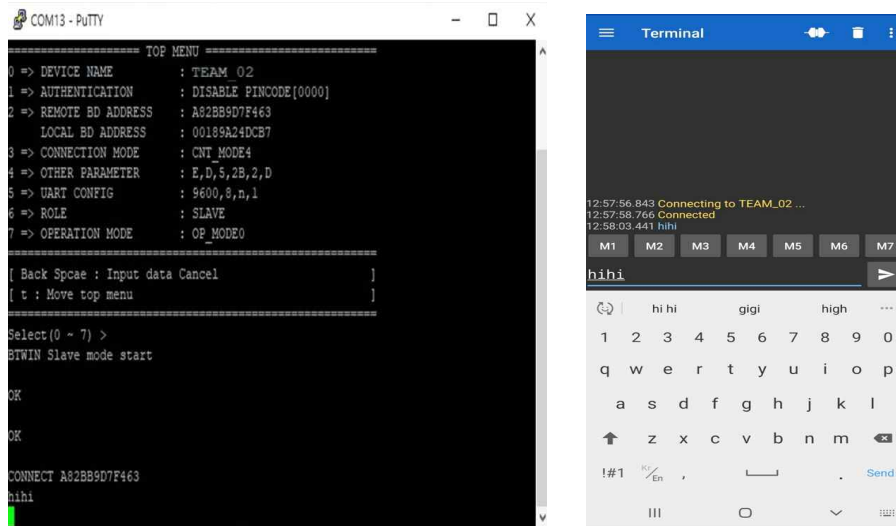 COM13 - PuTTY
==================== TOP MENU ==========================
0 => DEVICE NAME : TEAM_02
1 => AUTHENTICATION : DISABLE PINCODE[0000]
2 => REMOTE BD ADDRESS : A82BB9D7F463
LOCAL BD ADDRESS : 00189A24DCB7
3 => CONNECTION MODE : CNT_MODE4
4 => OTHER PARAMETER : E,D,5,2B,2,D
5 => UART CONFIG : 9600,8,n,1
6 => ROLE : SLAVE
7 => OPERATION MODE : OP_MODE0
[ Back Spcae : Input data Cancel ]
[ t : Move top menu ]
Select(0 ~ 7) >
BTWIN Slave mode start
OK
OK
CONNECT A82BB9D7F463
hihi
Terminal
12:57:56.843 Connecting to TEAM_02 ...
12:57:58.766 Connected
12:58:03.441 hihi
M1 M2 M3 M4 M5 M6 M7
hihi
hi hi gigi high
1 2 3 4 5 6 7 8 9 0
q w e r t y u i o p
a s d f g h j k l
z x c v b n m
!#1 Kr/En , . Send